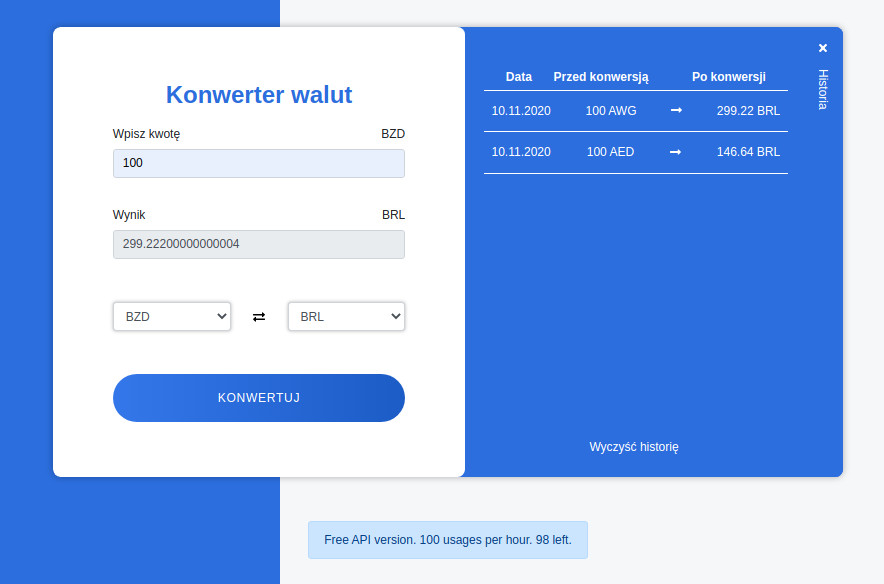 Konwerter walut
Wpisz kwotę BZD
100
Wynik BRL
299.22200000000004
BZD BRL
KONWERTUJ
×
Historia
Data Przed konwersją Po konwersji
10.11.2020 100 AWG → 299.22 BRL
10.11.2020 100 AED → 146.64 BRL
Wyczyść historię
Free API version. 100 usages per hour. 98 left.